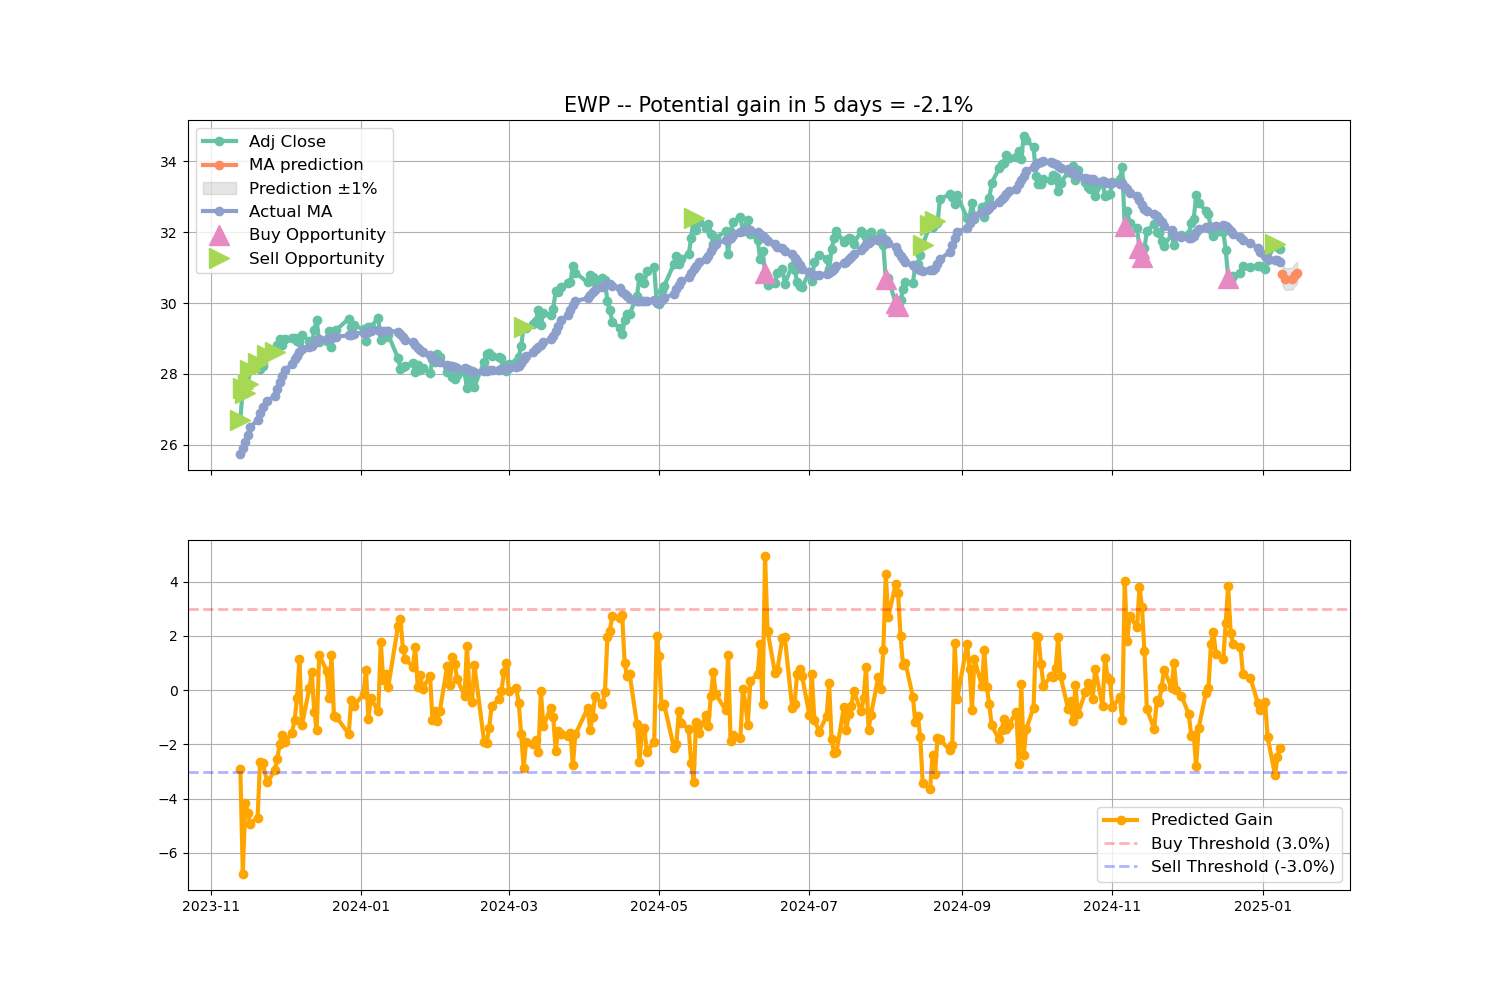 EWP -- Potential gain in 5 days = -2.1%
Adj Close
MA prediction
Prediction ±1%
Actual MA
Buy Opportunity
Sell Opportunity
34
32
30
28
26
4
2
0
−2
−4
−6
Predicted Gain
Buy Threshold (3.0%)
Sell Threshold (-3.0%)
2023-11 2024-01 2024-03 2024-05 2024-07 2024-09 2024-11 2025-01